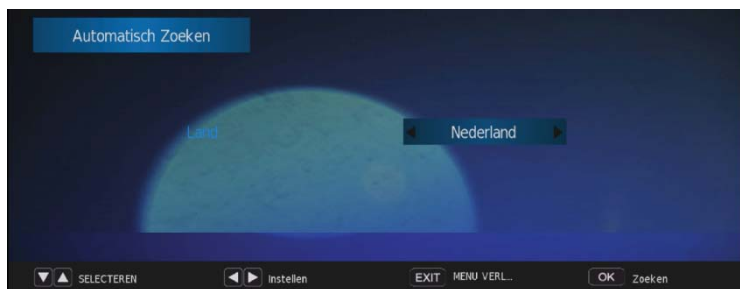 Automatisch Zoeken
Land Nederland
SELECTEREN Instellen EXIT MENU VERL... OK Zoeken